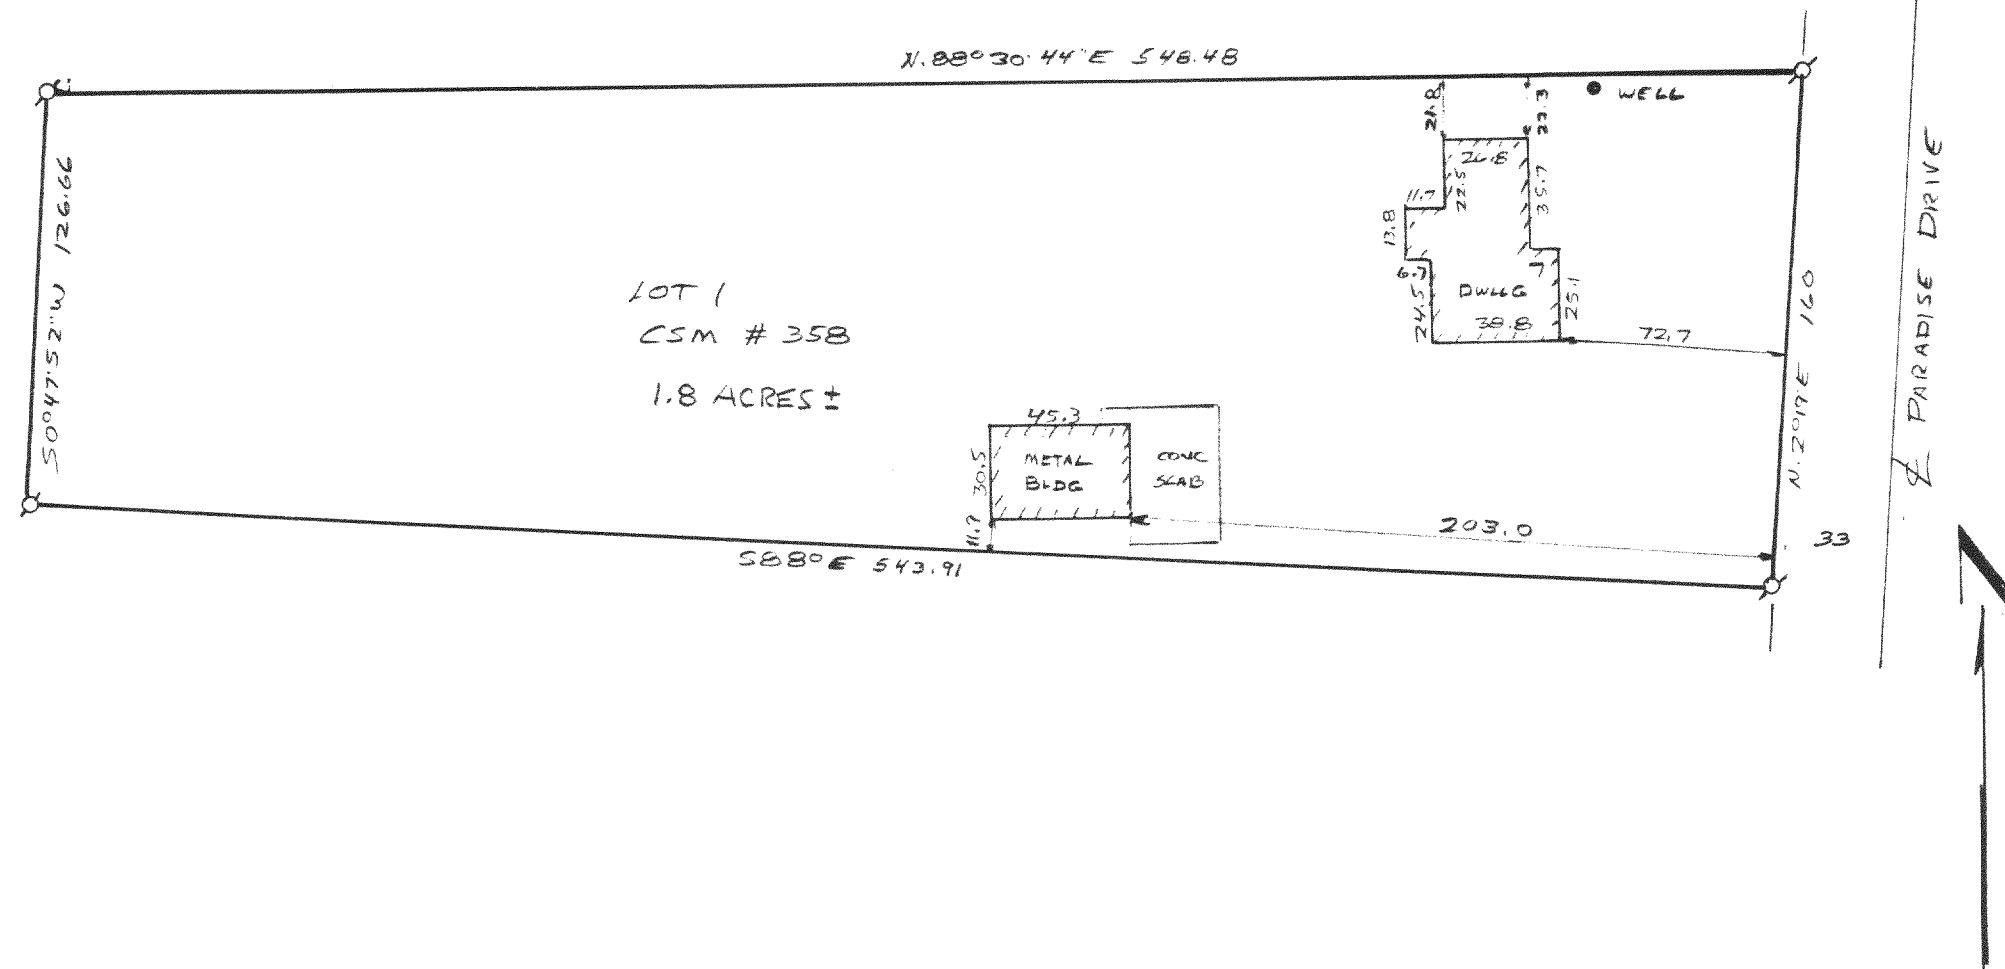 N. 88° 30' 44" E 548.48
WELL
21.8
22.3
26.8
22.5
35.7
11.7
13.8
6.7
7
24.5
DWLLG
38.8
25.1
72.7
S0° 47' 52" W 126.66
LOT 1
CSM # 358
1.8 ACRES ±
N. 2° 17' E 160
℄ PARADISE DRIVE
45.3
30.5
METAL
BLDG
CONC
SLAB
11.7
203.0
33
S88° E 543.91